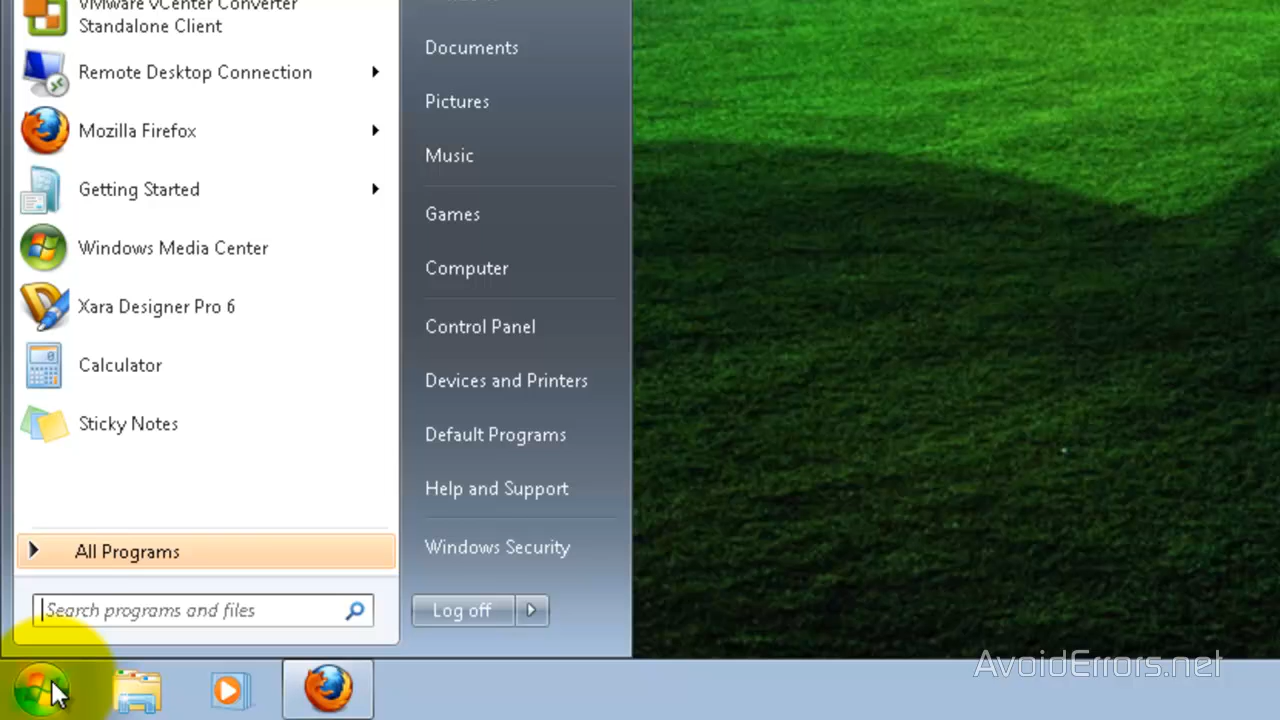 VMware vCenter Converter
Standalone Client
Remote Desktop Connection
Mozilla Firefox
Getting Started
Windows Media Center
Xara Designer Pro 6
Calculator
Sticky Notes
All Programs
Search programs and files
Documents
Pictures
Music
Games
Computer
Control Panel
Devices and Printers
Default Programs
Help and Support
Windows Security
Log off
AvoidErrors.net